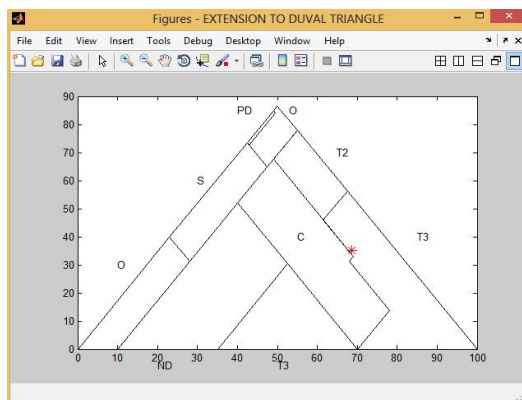 Figures - EXTENSION TO DUVAL TRIANGLE
File Edit View Insert Tools Debug Desktop Window Help
90
PD O
80
70
T2
60
S
50
40
C T3
30
O
20
10
0
0 10 20 30 40 50 60 70 80 90 100
ND T3